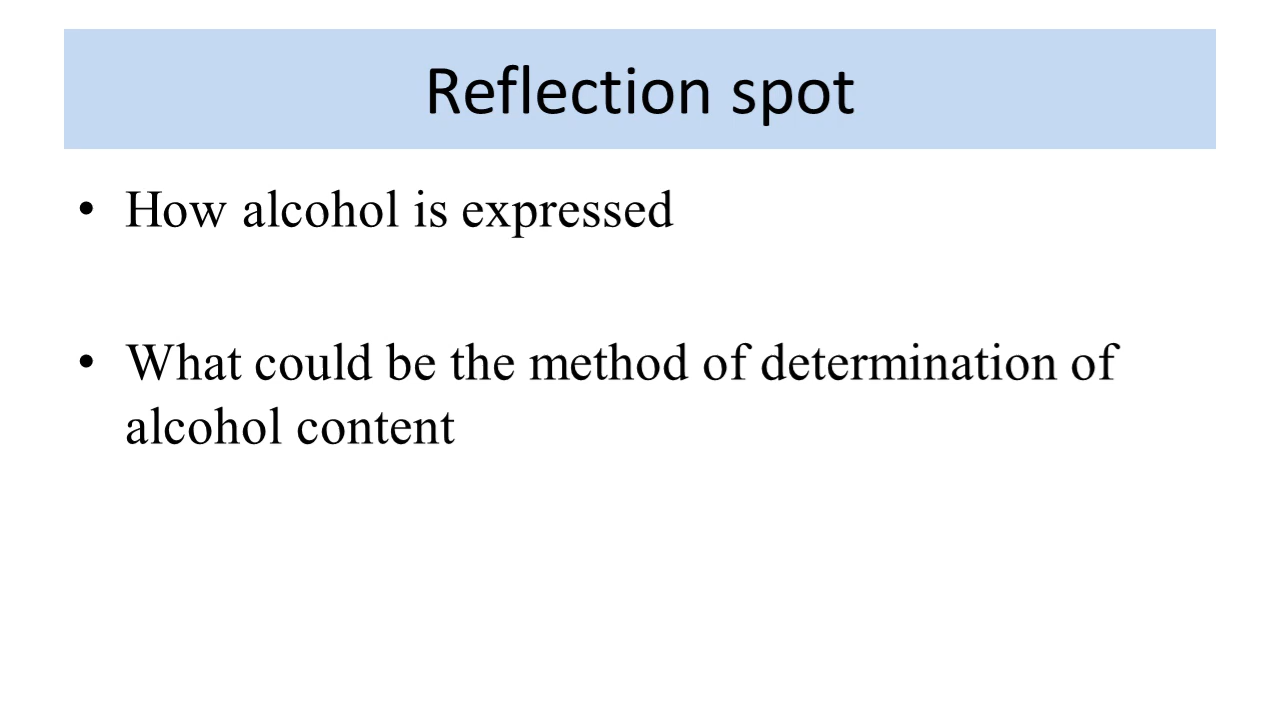 Reflection spot
• How alcohol is expressed
• What could be the method of determination of
alcohol content